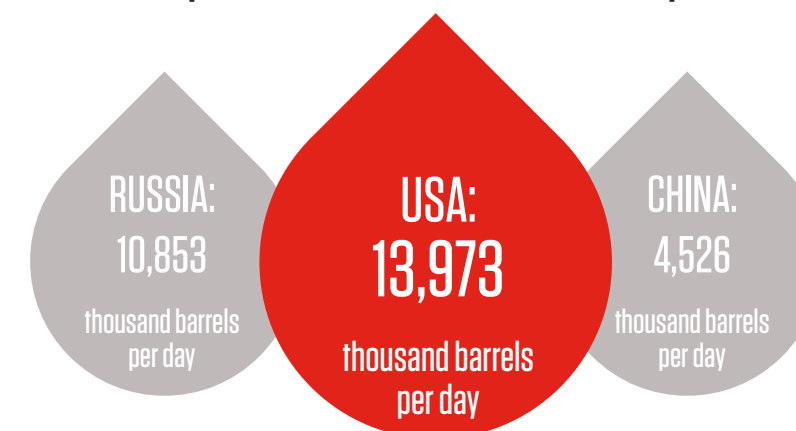 RUSSIA:
10,853
thousand barrels
per day
USA:
13,973
thousand barrels
per day
CHINA:
4,526
thousand barrels
per day